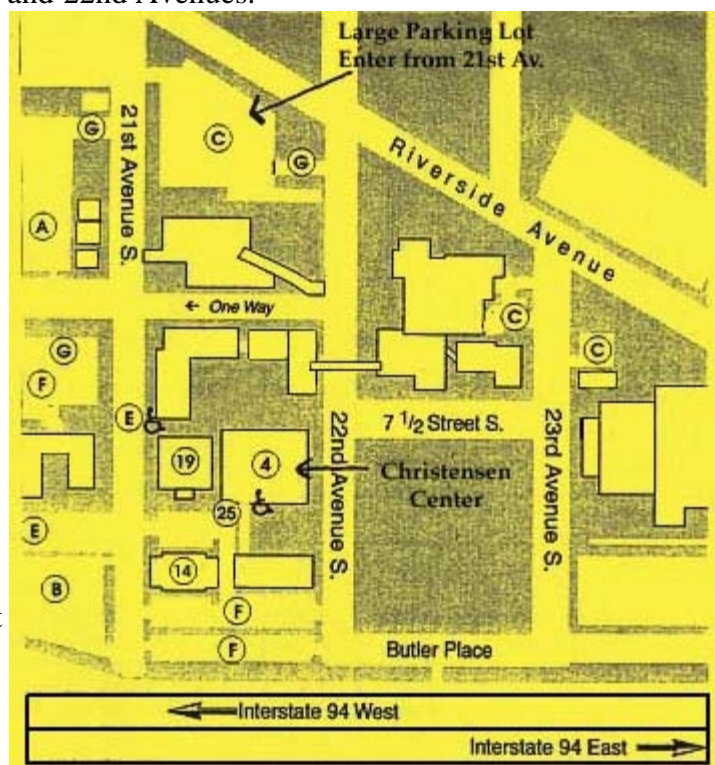 and 22nd Avenues.
Large Parking Lot
Enter from 21st Av.
G
21st Avenue S.
C
G
Riverside Avenue
A
← One Way
C
G
F
C
E
7 1/2 Street S.
19
4
22nd Avenue S.
Christensen
Center
23rd Avenue S.
25
E
14
B
F
t
F
Butler Place
Interstate 94 West
Interstate 94 East